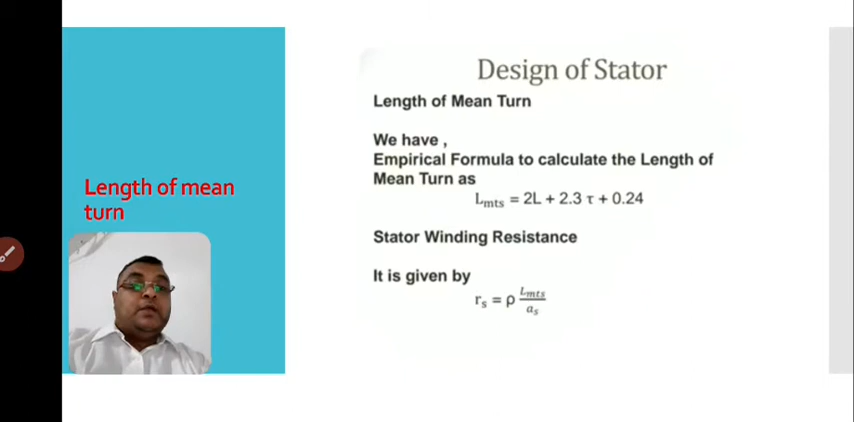 Length of mean
turn
Design of Stator
Length of Mean Turn
We have ,
Empirical Formula to calculate the Length of
Mean Turn as
Lmts = 2L + 2.3 τ + 0.24
Stator Winding Resistance
It is given by
rs = ρ Lmts/as